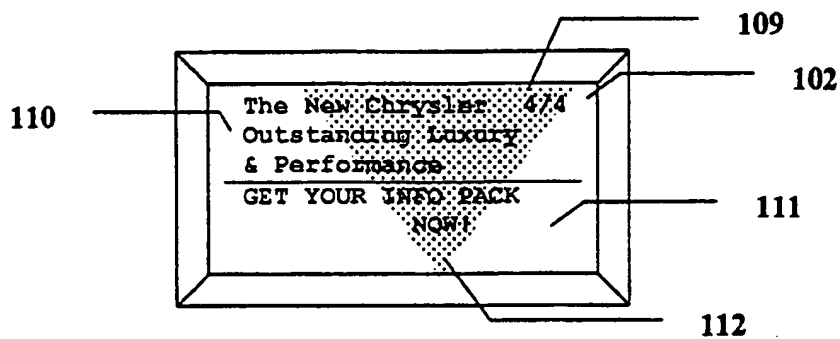 109
102
110
The New Chrysler 4/4
Outstanding Luxury
& Performance
GET YOUR INFO PACK
NOW!
111
112